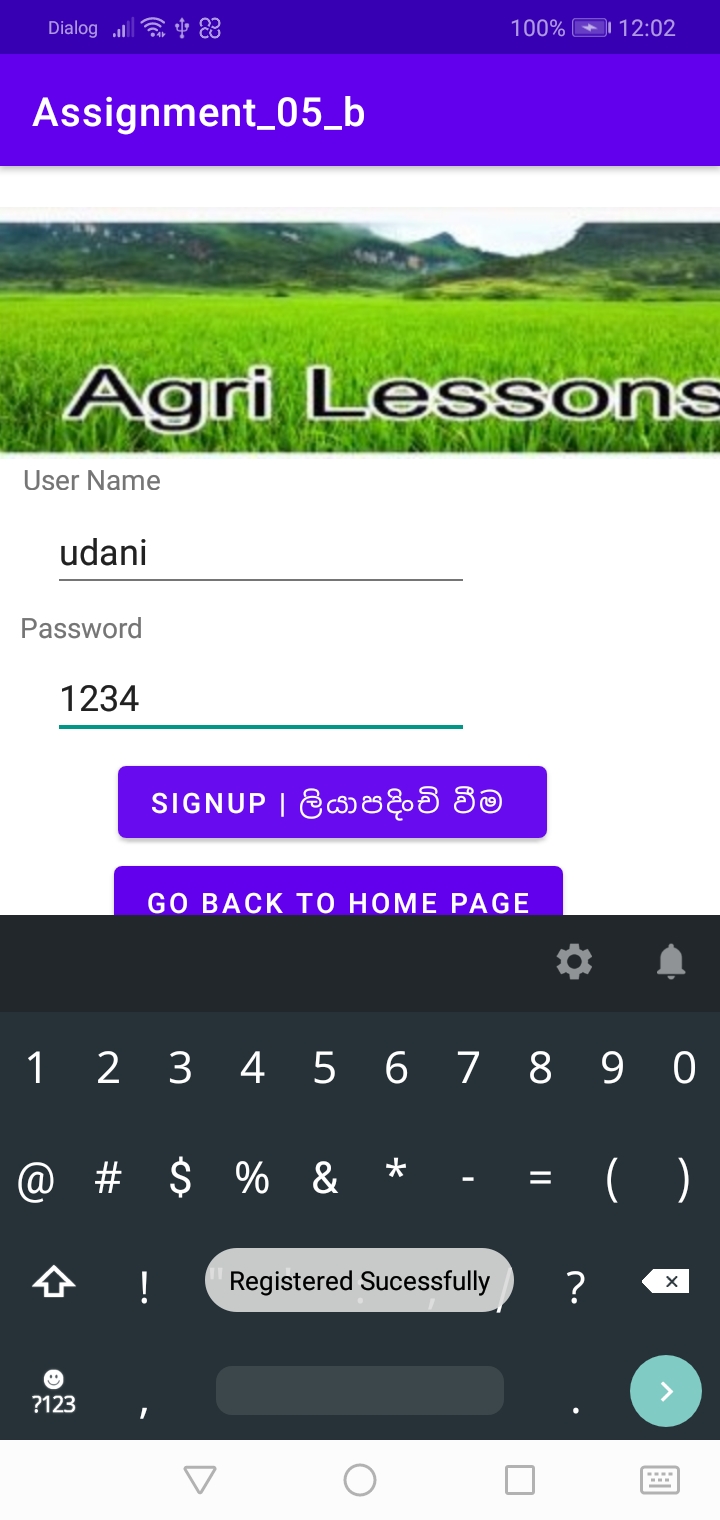 Dialog 100% 12:02
Assignment_05_b
Agri Lessons
User Name
udani
Password
1234
SIGNUP | ලියාපදිංචි වීම
GO BACK TO HOME PAGE
1 2 3 4 5 6 7 8 9 0
@ # $ % & * - = ( )
! " ' : ; / ?
Registered Sucessfully
?123 , .